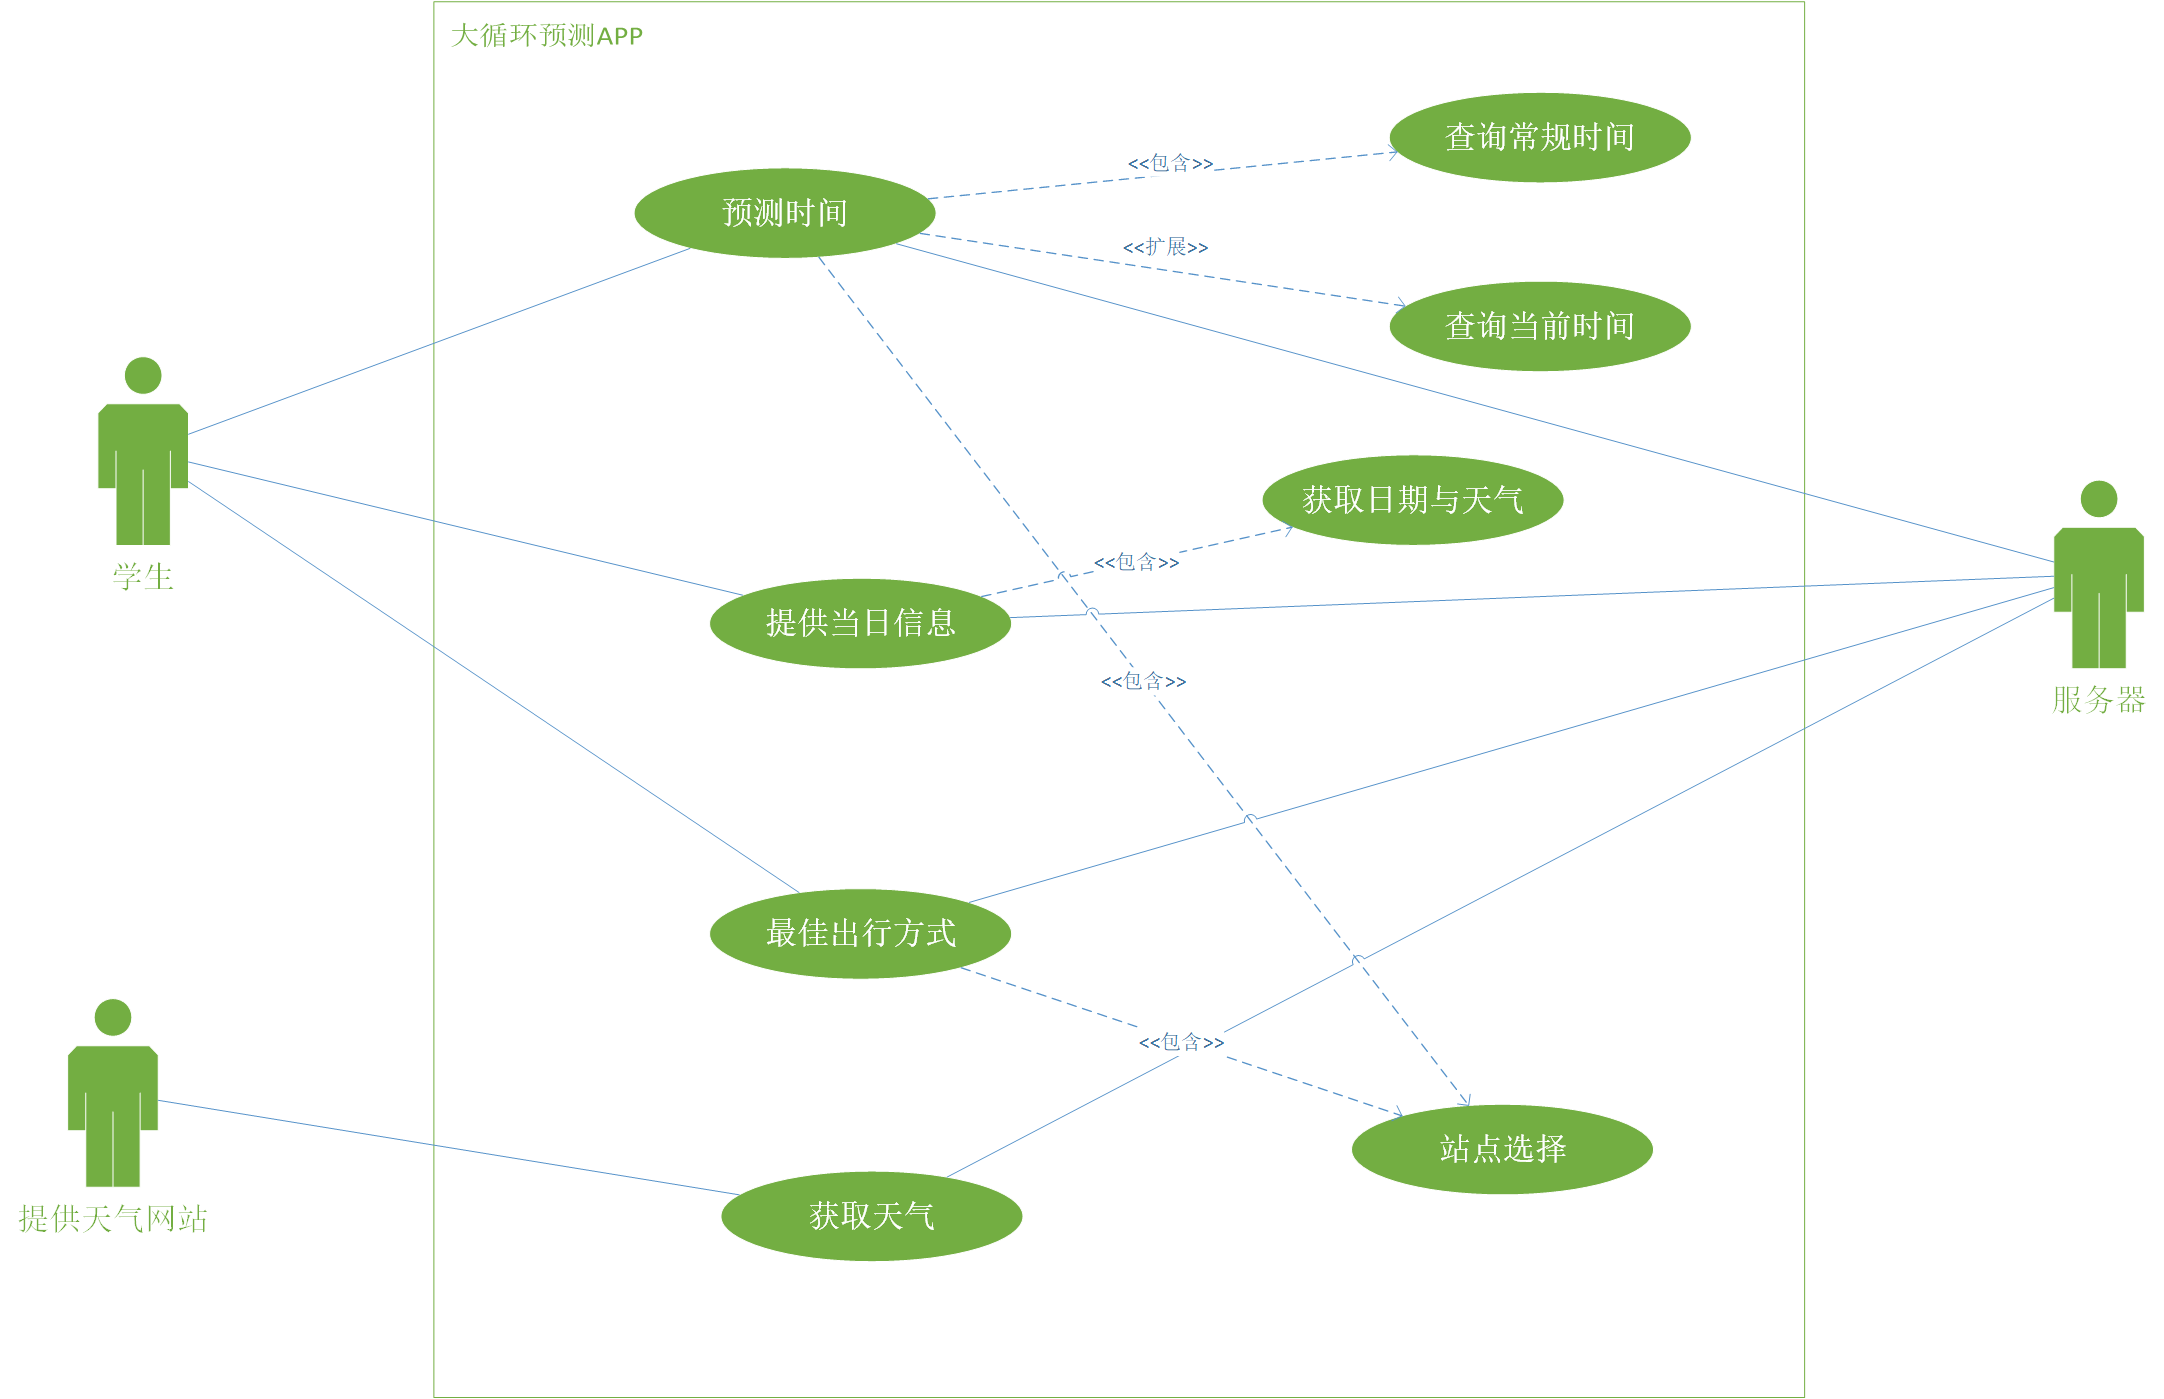 大循环预测APP
查询常规时间
<<包含>>
预测时间
<<扩展>>
查询当前时间
获取日期与天气
<<包含>>
学生
提供当日信息
<<包含>>
服务器
最佳出行方式
<<包含>>
站点选择
提供天气网站
获取天气